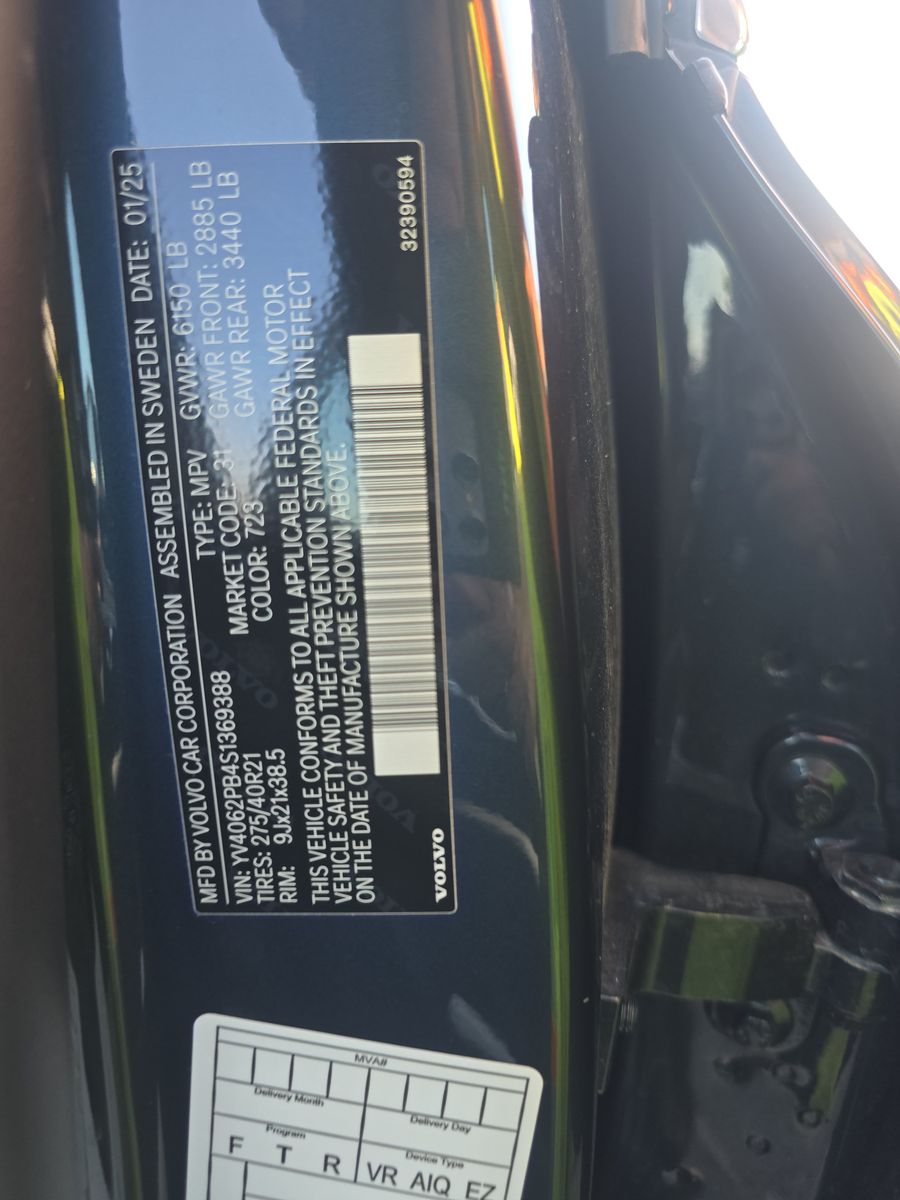 MFD BY VOLVO CAR CORPORATION ASSEMBLED IN SWEDEN DATE: 01/25
VIN: YV4062PB4S1369388 TYPE: MPV GVWR: 6150 LB
TIRES: 275/40R21 MARKET CODE: 31 GAWR FRONT: 2885 LB
RIM: 9Jx21x38.5 COLOR: 723 GAWR REAR: 3440 LB
THIS VEHICLE CONFORMS TO ALL APPLICABLE FEDERAL MOTOR
VEHICLE SAFETY AND THEFT PREVENTION STANDARDS IN EFFECT
ON THE DATE OF MANUFACTURE SHOWN ABOVE.
VOLVO 32390594
MVA#
Delivery Month Delivery Day
Program Device Type
F T R VR AIQ EZ